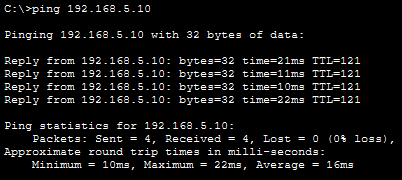 C:\>ping 192.168.5.10
Pinging 192.168.5.10 with 32 bytes of data:
Reply from 192.168.5.10: bytes=32 time=21ms TTL=121
Reply from 192.168.5.10: bytes=32 time=11ms TTL=121
Reply from 192.168.5.10: bytes=32 time=10ms TTL=121
Reply from 192.168.5.10: bytes=32 time=22ms TTL=121
Ping statistics for 192.168.5.10:
    Packets: Sent = 4, Received = 4, Lost = 0 (0% loss),
Approximate round trip times in milli-seconds:
    Minimum = 10ms, Maximum = 22ms, Average = 16ms